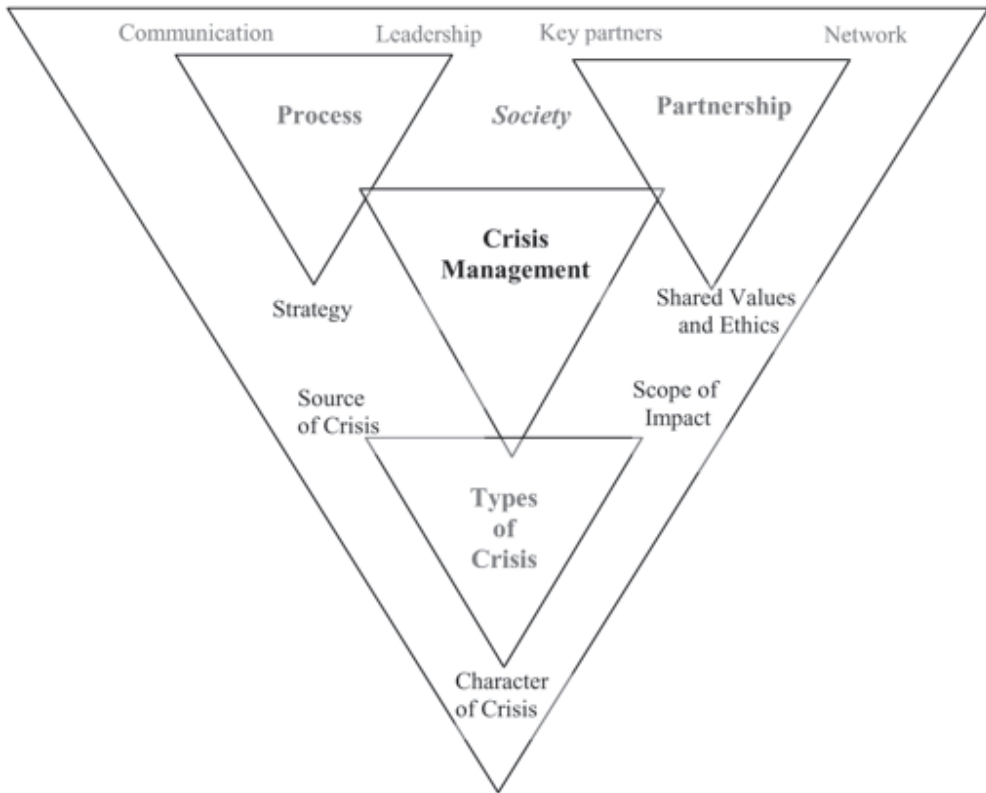 Communication
Leadership
Key partners
Network
Process
Society
Partnership
Crisis
Management
Strategy
Shared Values
and Ethics
Source
of Crisis
Scope of
Impact
Types
of
Crisis
Character
of Crisis